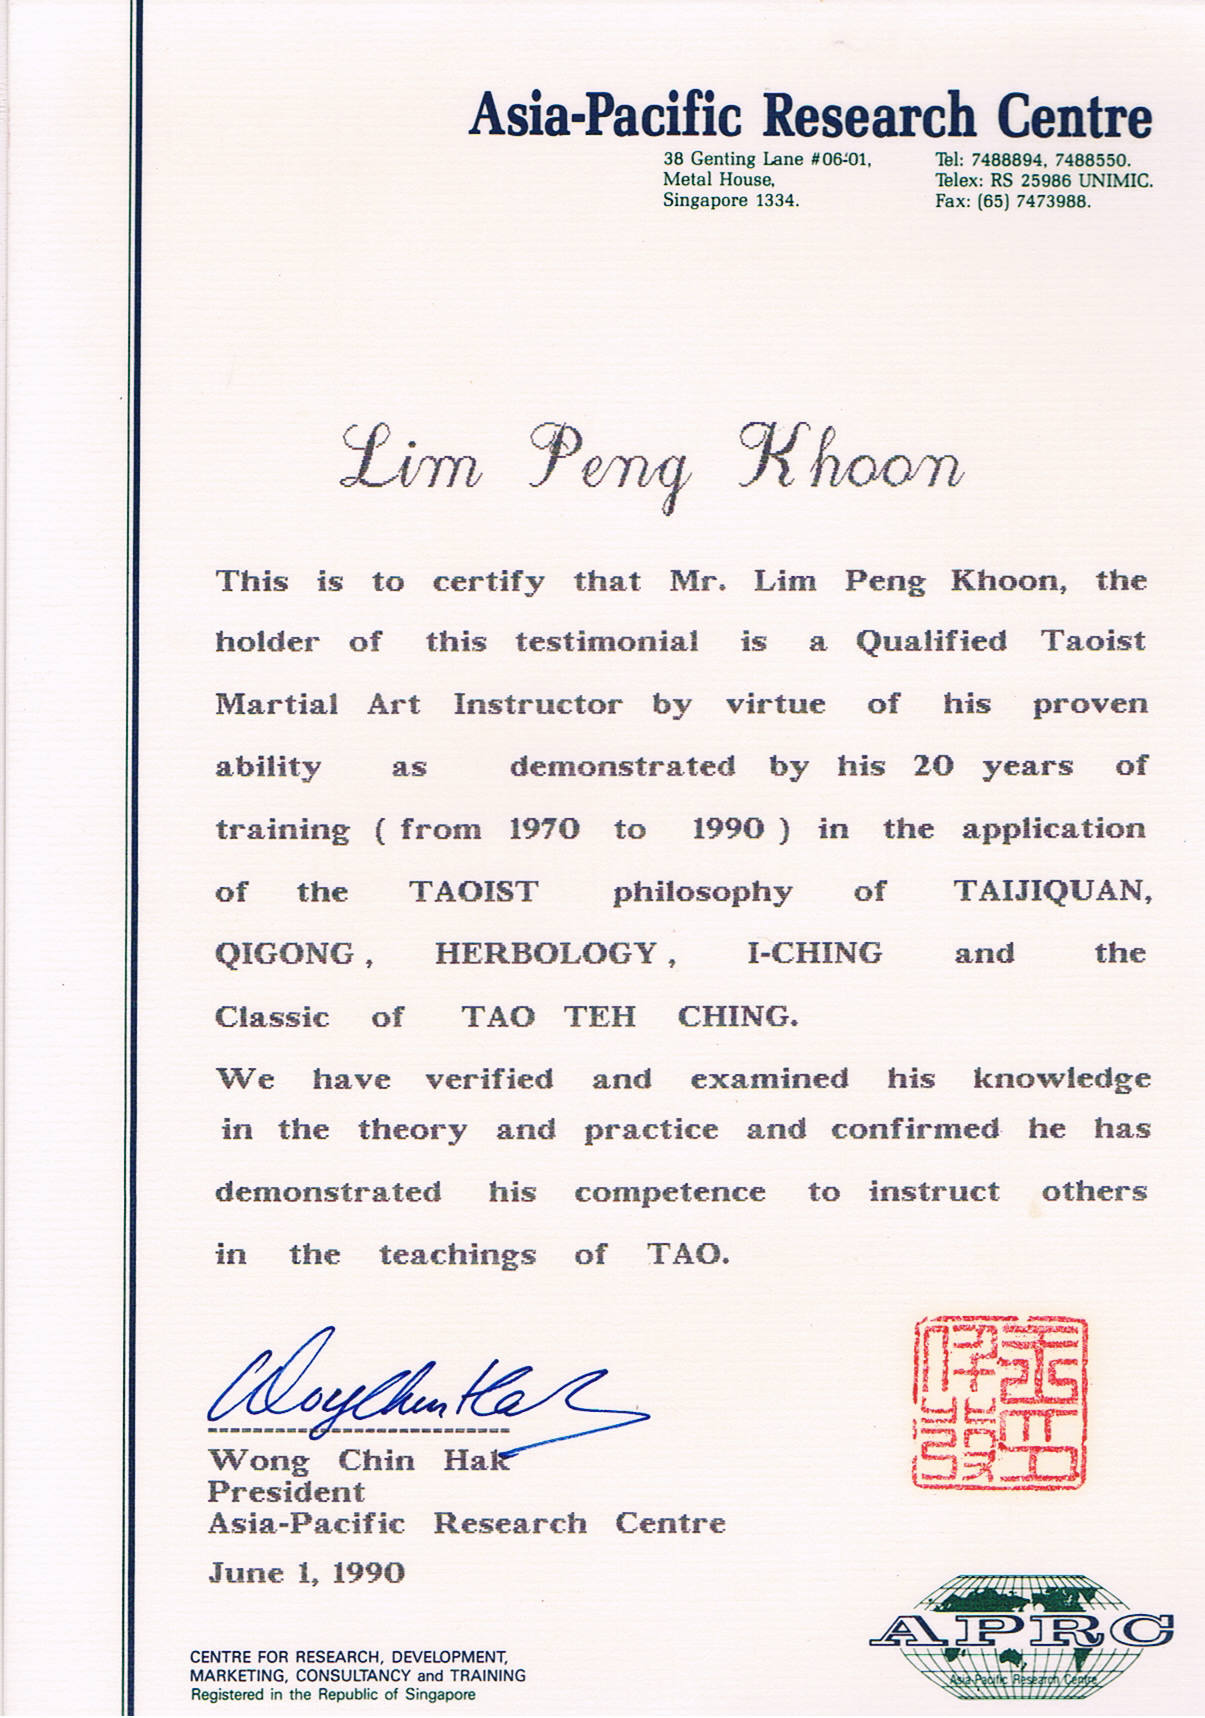 Asia-Pacific Research Centre
38 Genting Lane #06-01,
Metal House,
Singapore 1334.
Tel: 7488894, 7488550.
Telex: RS 25986 UNIMIC.
Fax: (65) 7473988.
Lim Peng Khoon
This is to certify that Mr. Lim Peng Khoon, the
holder of this testimonial is a Qualified Taoist
Martial Art Instructor by virtue of his proven
ability as demonstrated by his 20 years of
training ( from 1970 to 1990 ) in the application
of the TAOIST philosophy of TAIJIQUAN,
QIGONG , HERBOLOGY , I-CHING and the
Classic of TAO TEH CHING.
We have verified and examined his knowledge
in the theory and practice and confirmed he has
demonstrated his competence to instruct others
in the teachings of TAO.
Wong Chin Hak
Wong Chin Hak
President
Asia-Pacific Research Centre
June 1, 1990
APRC
Asia Pacific Research Centre
CENTRE FOR RESEARCH, DEVELOPMENT,
MARKETING, CONSULTANCY and TRAINING
Registered in the Republic of Singapore